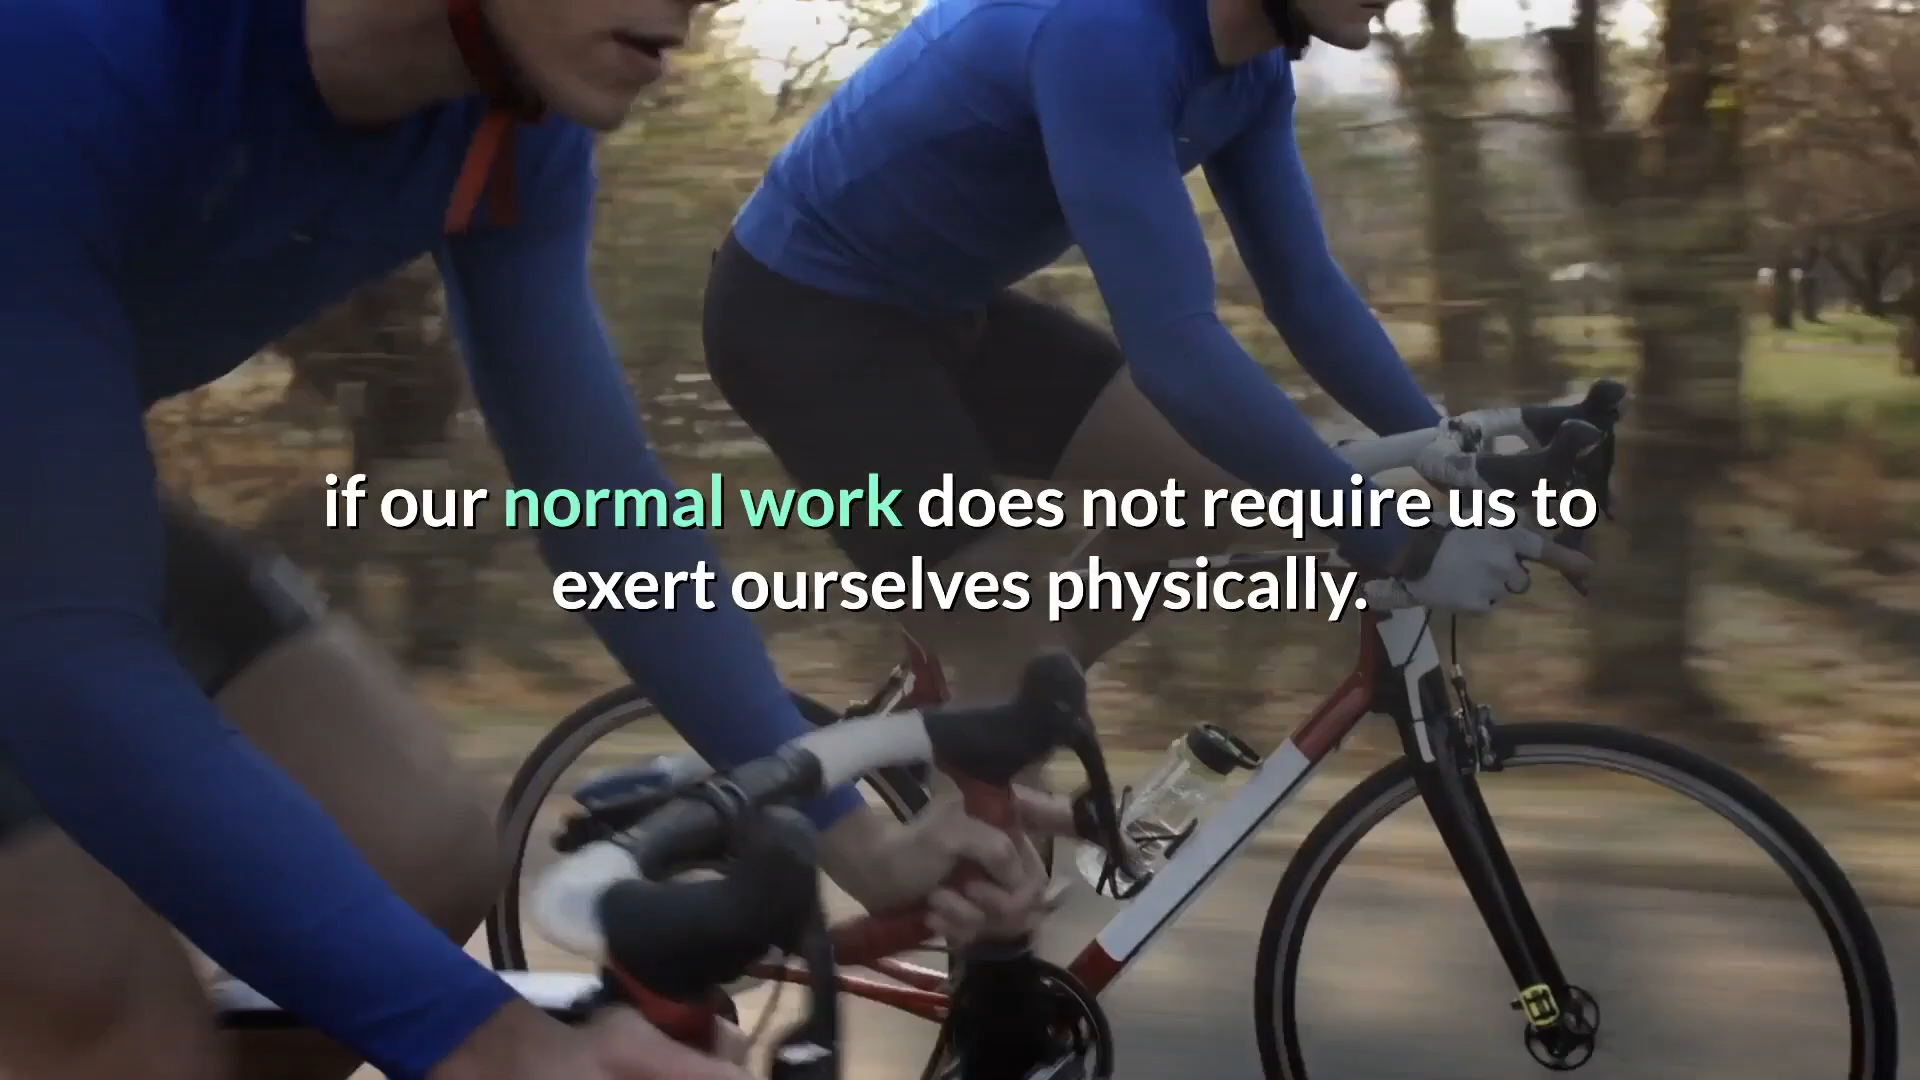 if our normal work does not require us to
exert ourselves physically.